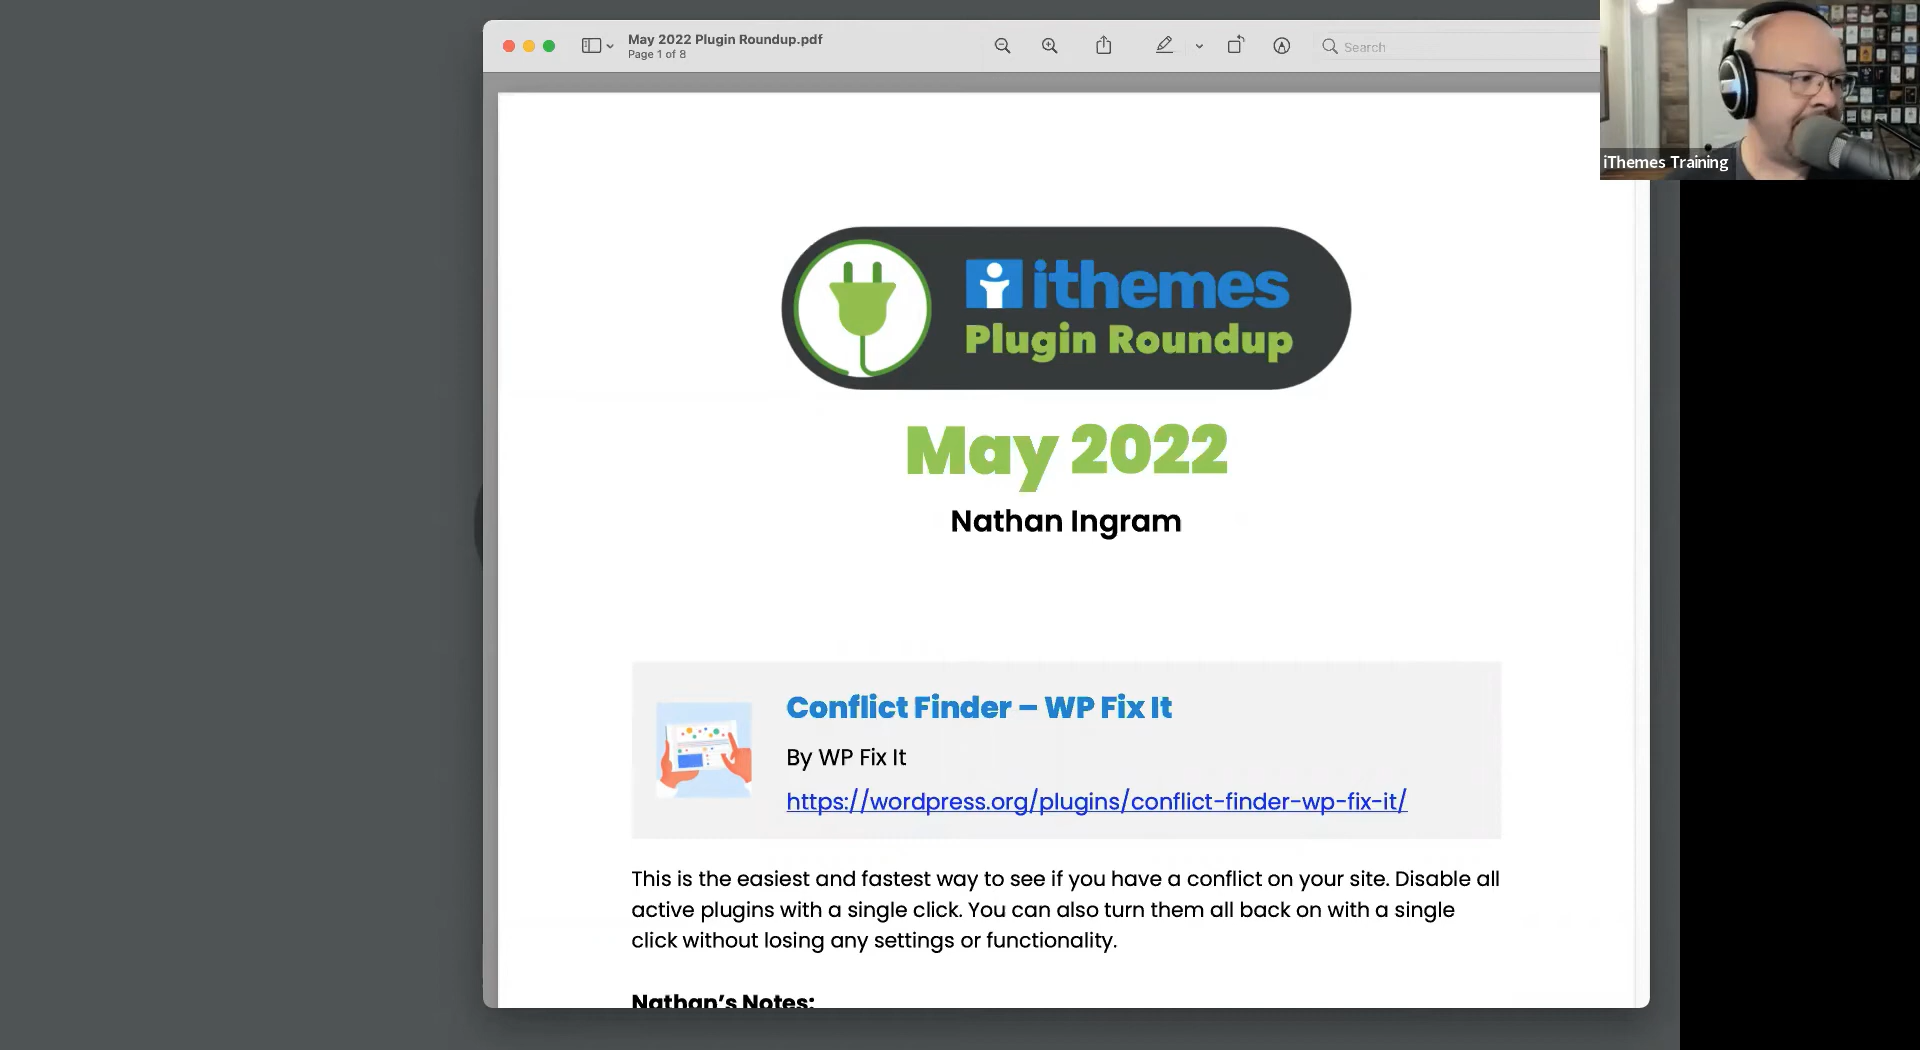 May 2022 Plugin Roundup.pdf
Page 1 of 8
Search
iThemes Training
ithemes
Plugin Roundup
May 2022
Nathan Ingram
Conflict Finder – WP Fix It
By WP Fix It
https://wordpress.org/plugins/conflict-finder-wp-fix-it/
This is the easiest and fastest way to see if you have a conflict on your site. Disable all
active plugins with a single click. You can also turn them all back on with a single
click without losing any settings or functionality.
Nathan’s Notes: